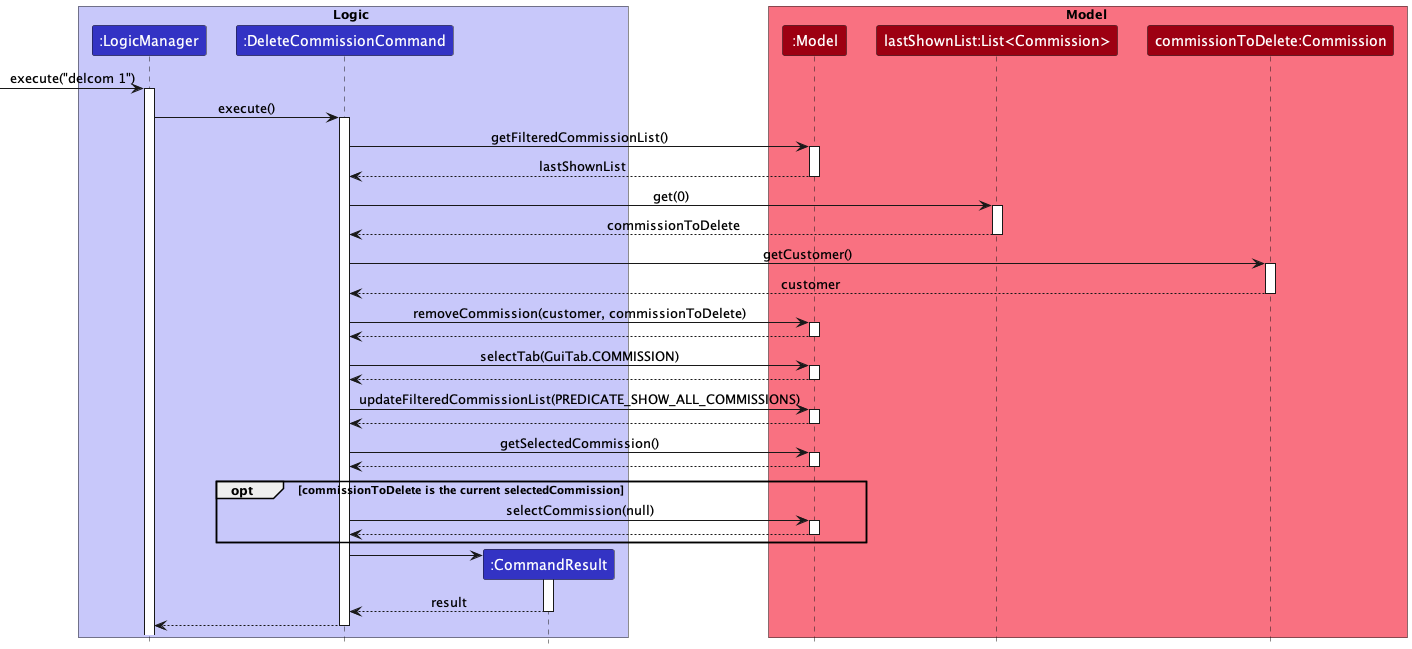 Logic
Model
:LogicManager
:DeleteCommissionCommand
:Model
lastShownList:List<Commission>
commissionToDelete:Commission
execute("delcom 1")
execute()
getFilteredCommissionList()
lastShownList
get(0)
commissionToDelete
getCustomer()
customer
removeCommission(customer, commissionToDelete)
selectTab(GuiTab.COMMISSION)
updateFilteredCommissionList(PREDICATE_SHOW_ALL_COMMISSIONS)
getSelectedCommission()
opt
[commissionToDelete is the current selectedCommission]
selectCommission(null)
:CommandResult
result